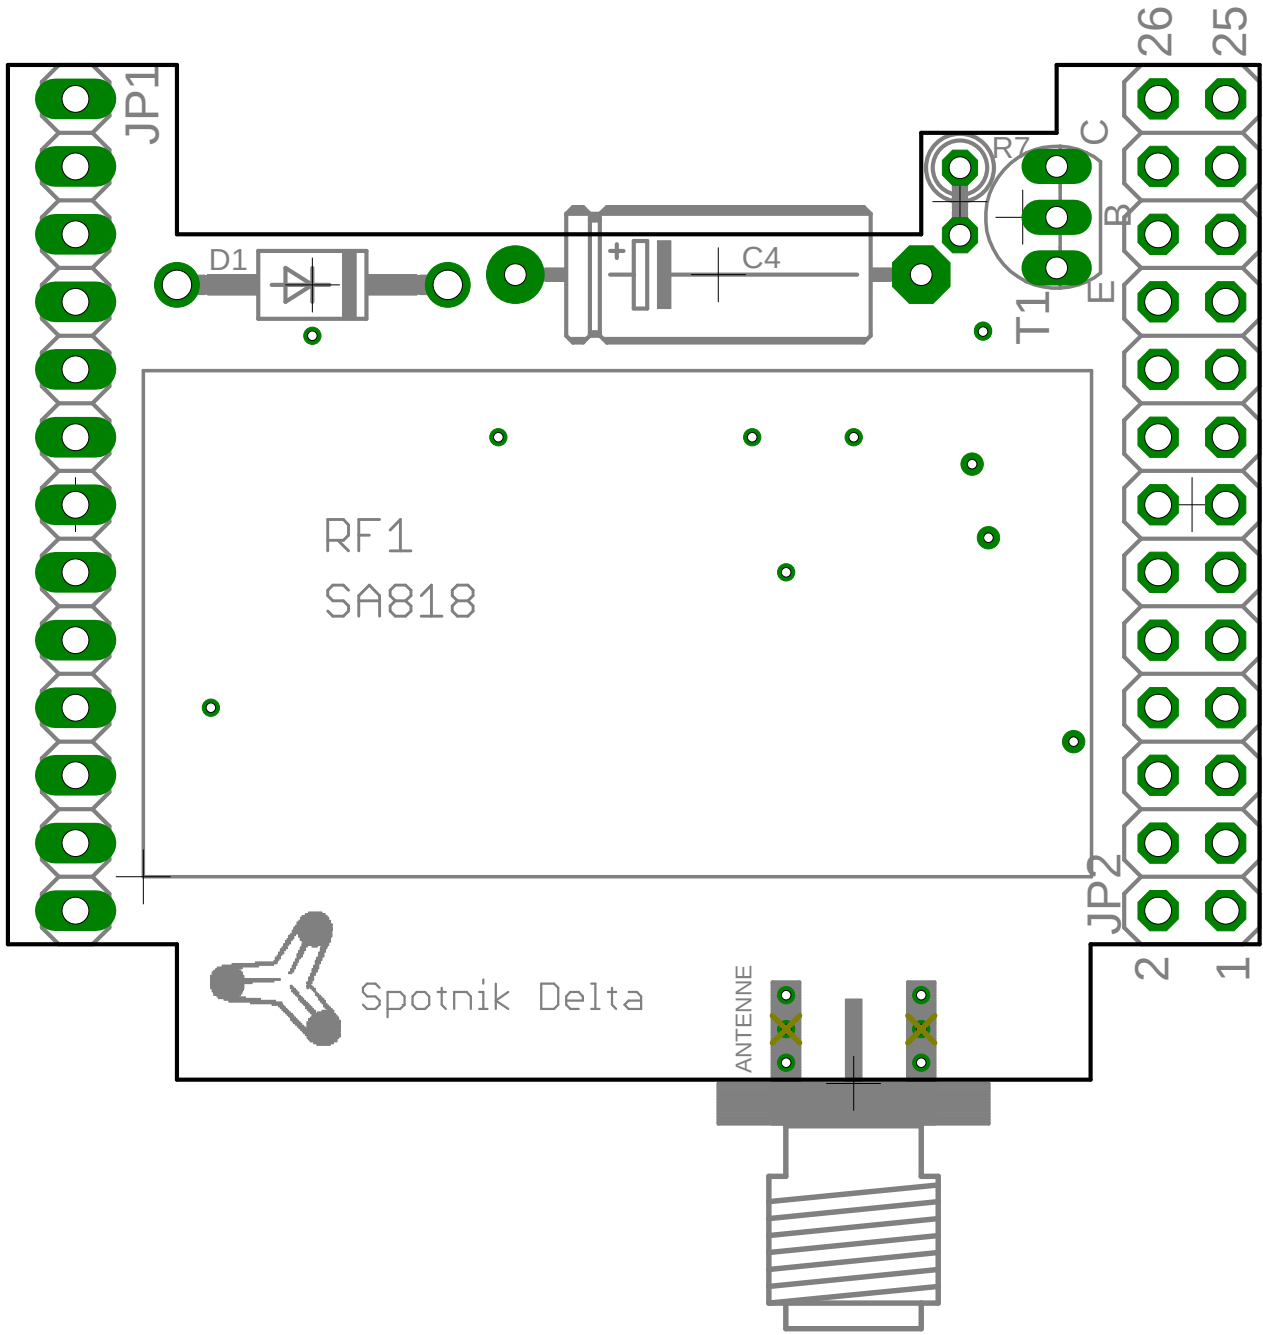 26
25
JP1
C
R7
B
D1
+
C4
E
T1
RF1
SA818
JP2
2
1
Spotnik Delta
ANTENNE